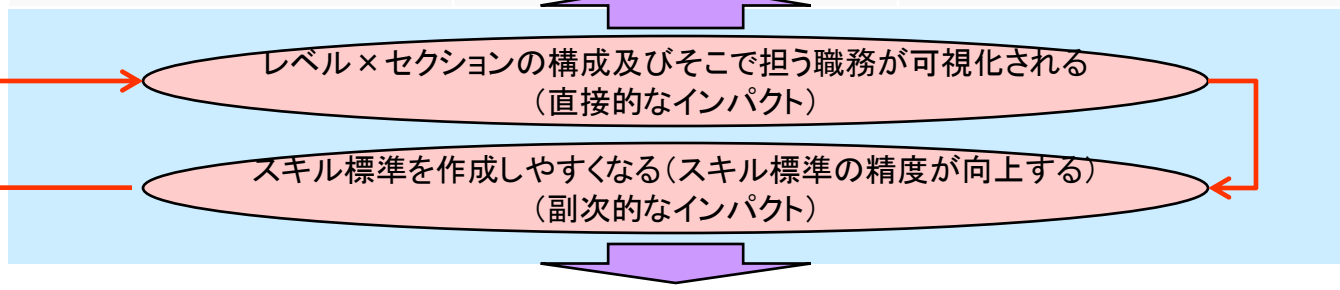 レベル×セクションの構成及びそこで担う職務が可視化される
（直接的なインパクト）
スキル標準を作成しやすくなる（スキル標準の精度が向上する）
（副次的なインパクト）